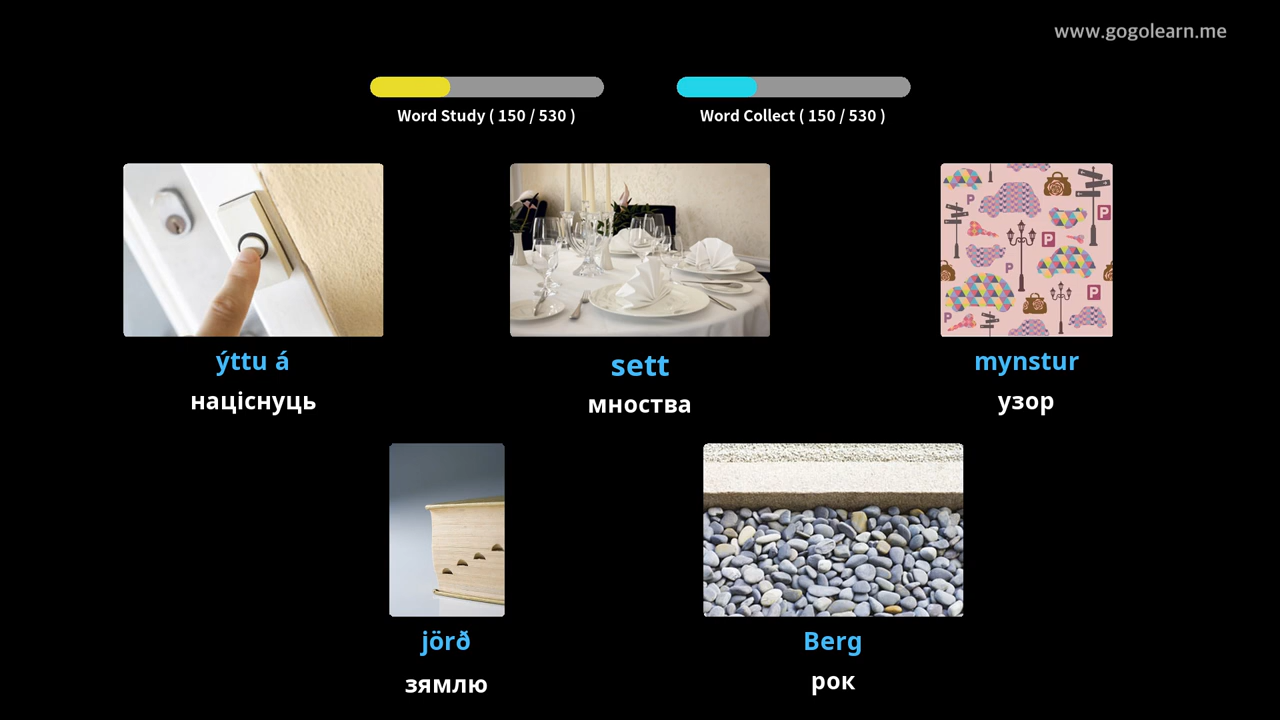 www.gogolearn.me
Word Study ( 150 / 530 )
Word Collect ( 150 / 530 )
P
P
P
P
P
P
ýttu á
націснуць
sett
мноства
mynstur
узор
jörð
зямлю
Berg
рок